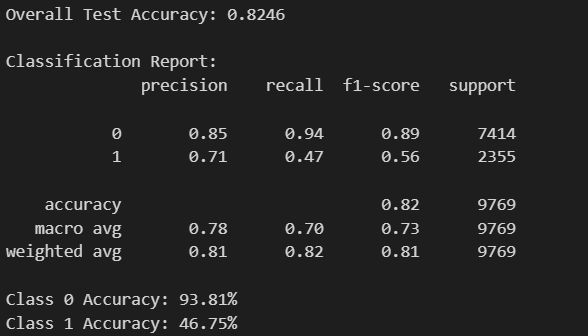 Overall Test Accuracy: 0.8246
Classification Report:
precision recall f1-score support
0 0.85 0.94 0.89 7414
1 0.71 0.47 0.56 2355
accuracy 0.82 9769
macro avg 0.78 0.70 0.73 9769
weighted avg 0.81 0.82 0.81 9769
Class 0 Accuracy: 93.81%
Class 1 Accuracy: 46.75%